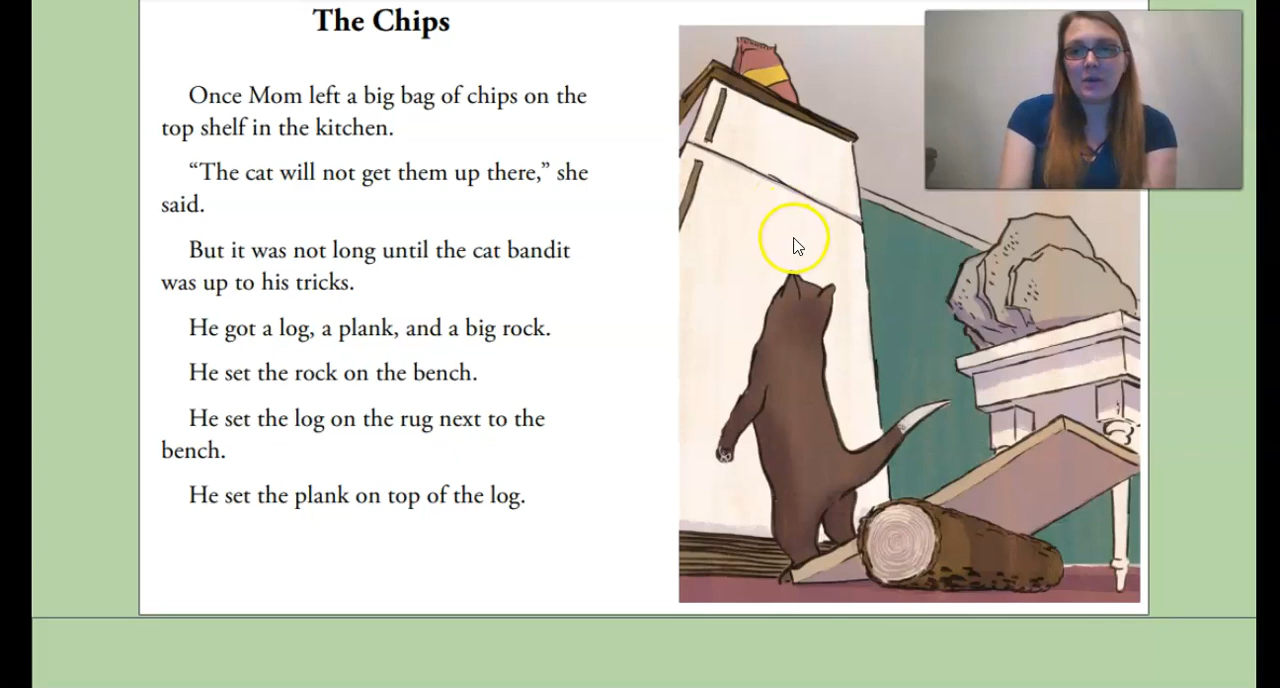 The Chips
Once Mom left a big bag of chips on the
top shelf in the kitchen.
“The cat will not get them up there,” she
said.
But it was not long until the cat bandit
was up to his tricks.
He got a log, a plank, and a big rock.
He set the rock on the bench.
He set the log on the rug next to the
bench.
He set the plank on top of the log.